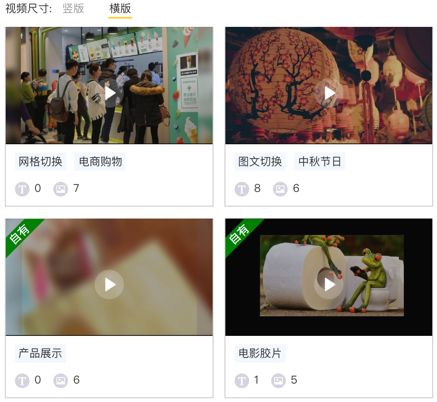 视频尺寸: 竖版 横版
网格切换 电商购物
T 0 7
图文切换 中秋节日
T 8 6
自有
产品展示
T 0 6
自有
电影胶片
T 1 5